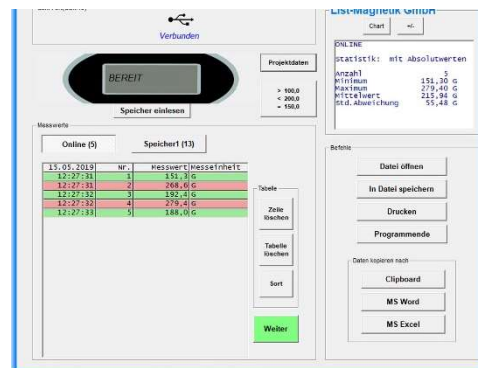 Verbunden
Projektdaten
BEREIT
> 100,0
< 200,0
= 150,0
Speicher einlesen
Messwerte
Online (5)
Speicher1 (13)
15.05.2019 Nr. Messwert Messeinheit
12:27:31 1 151,3 G
12:27:31 2 268,6 G
12:27:32 3 192,4 G
12:27:32 4 279,4 G
12:27:33 5 188,0 G
Tabelle
Zeile
löschen
Tabelle
löschen
Sort
Weiter
List-Magnetik GmbH
Chart
+/-
ONLINE
Statistik: mit Absolutwerten
Anzahl 5
Minimum 151,30 G
Maximum 279,40 G
Mittelwert 215,94 G
Std.Abweichung 55,48 G
Befehle
Datei öffnen
In Datei speichern
Drucken
Programmende
Daten kopieren nach
Clipboard
MS Word
MS Excel